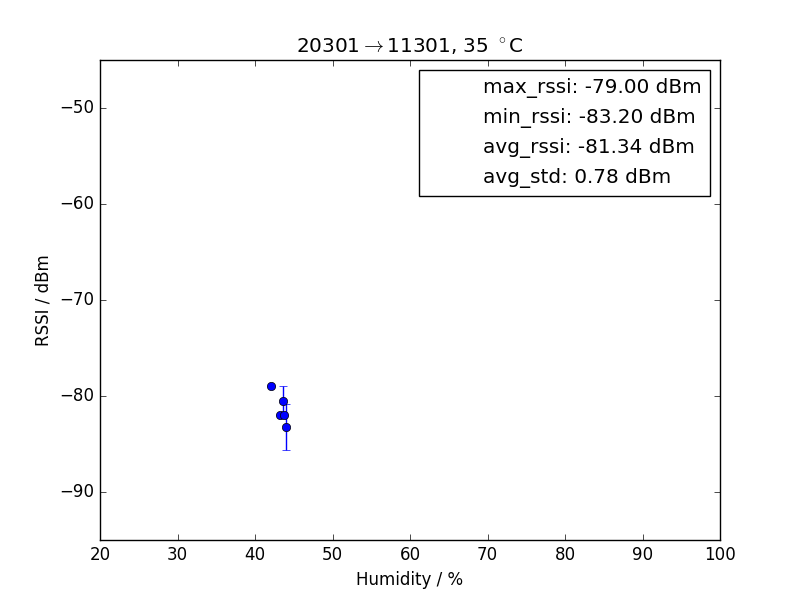 20301→11301, 35 °C
max_rssi: -79.00 dBm
min_rssi: -83.20 dBm
avg_rssi: -81.34 dBm
avg_std: 0.78 dBm
−50
−60
−70
−80
−90
RSSI / dBm
20 30 40 50 60 70 80 90 100
Humidity / %